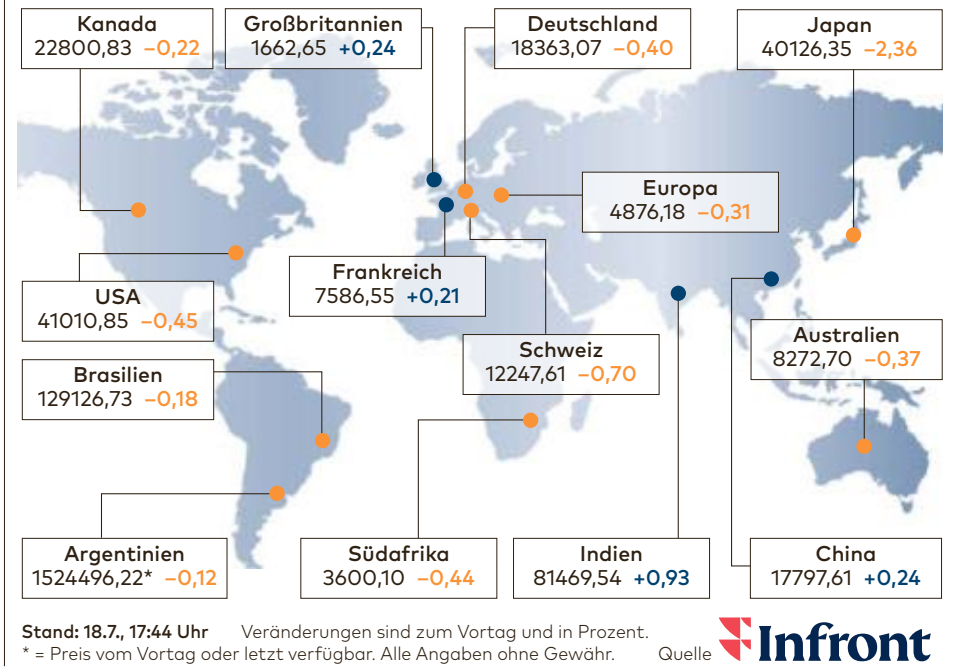 Kanada
22800,83 −0,22
Großbritannien
1662,65 +0,24
Deutschland
18363,07 −0,40
Japan
40126,35 −2,36
Europa
4876,18 −0,31
Frankreich
7586,55 +0,21
USA
41010,85 −0,45
Schweiz
12247,61 −0,70
Australien
8272,70 −0,37
Brasilien
129126,73 −0,18
Argentinien
1524496,22* −0,12
Südafrika
3600,10 −0,44
Indien
81469,54 +0,93
China
17797,61 +0,24
Stand: 18.7., 17:44 Uhr Veränderungen sind zum Vortag und in Prozent.
* = Preis vom Vortag oder letzt verfügbar. Alle Angaben ohne Gewähr. Quelle Infront